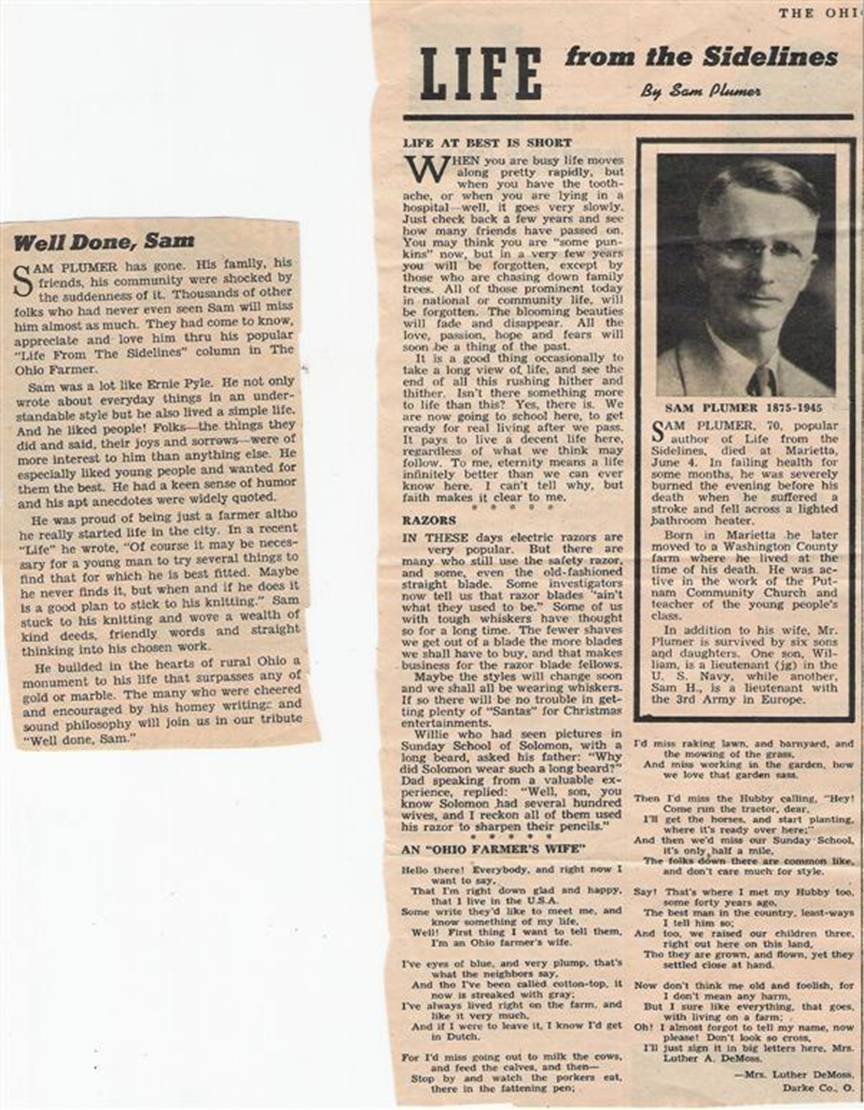 Well Done, Sam
SAM PLUMER has gone. His family, his
friends, his community were shocked by
the suddenness of it. Thousands of other
folks who had never even seen Sam will miss
him almost as much. They had come to know,
appreciate and love him thru his popular
"Life From The Sidelines" column in The
Ohio Farmer.
Sam was a lot like Ernie Pyle. He not only
wrote about everyday things in an under-
standable style but he also lived a simple life.
And he liked people! Folks—the things they
did and said, their joys and sorrows—were of
more interest to him than anything else. He
especially liked young people and wanted for
them the best. He had a keen sense of humor
and his apt anecdotes were widely quoted.
He was proud of being just a farmer altho
he really started life in the city. In a recent
"Life" he wrote, "Of course it may be neces-
sary for a young man to try several things to
find that for which he is best fitted. Maybe
he never finds it, but when and if he does it
is a good plan to stick to his knitting." Sam
stuck to his knitting and wove a wealth of
kind deeds, friendly words and straight
thinking into his chosen work.
He builded in the hearts of rural Ohio a
monument to his life that surpasses any of
gold or marble. The many who were cheered
and encouraged by his homey writings and
sound philosophy will join us in our tribute
"Well done, Sam."
THE OHI
LIFE from the Sidelines
By Sam Plumer
LIFE AT BEST IS SHORT
WHEN you are busy life moves
along pretty rapidly, but
when you have the tooth-
ache, or when you are lying in a
hospital—well, it goes very slowly.
Just check back a few years and see
how many friends have passed on.
You may think you are "some pun-
kins" now, but in a very few years
you will be forgotten, except by
those who are chasing down family
trees. All of those prominent today
in national or community life, will
be forgotten. The blooming beauties
will fade and disappear. All the
love, passion, hope and fears will
soon be a thing of the past.
It is a good thing occasionally to
take a long view of life, and see the
end of all this rushing hither and
thither. Isn't there something more
to life than this? Yes, there is. We
are now going to school here, to get
ready for real living after we pass.
It pays to live a decent life here,
regardless of what we think may
follow. To me, eternity means a life
infinitely better than we can ever
know here. I can't tell why, but
faith makes it clear to me.
* * * * *
RAZORS
IN THESE days electric razors are
very popular. But there are
many who still use the safety razor,
and some, even the old-fashioned
straight blade. Some investigators
now tell us that razor blades "ain't
what they used to be." Some of us
with tough whiskers have thought
so for a long time. The fewer shaves
we get out of a blade the more blades
we shall have to buy, and that makes
business for the razor blade fellows.
Maybe the styles will change soon
and we shall all be wearing whiskers.
If so there will be no trouble in get-
ting plenty of "Santas" for Christmas
entertainments.
Willie who had seen pictures in
Sunday School of Solomon, with a
long beard, asked his father: "Why
did Solomon wear such a long beard?"
Dad speaking from a valuable ex-
perience, replied: "Well, son, you
know Solomon had several hundred
wives, and I reckon all of them used
his razor to sharpen their pencils."
* * * * *
AN "OHIO FARMER'S WIFE"
Hello there! Everybody, and right now I
want to say,
That I'm right down glad and happy,
that I live in the U.S.A.
Some write they'd like to meet me, and
know something of my life,
Well! First thing I want to tell them,
I'm an Ohio farmer's wife.
I've eyes of blue, and very plump, that's
what the neighbors say,
And tho I've been called cotton-top, it
now is streaked with gray;
I've always lived right on the farm, and
like it very much,
And if I were to leave it, I know I'd get
in Dutch.
For I'd miss going out to milk the cows,
and feed the calves, and then—
Stop by and watch the porkers eat,
there in the fattening pen;
SAM PLUMER 1875-1945
SAM PLUMER, 70, popular
author of Life from the
Sidelines, died at Marietta,
June 4. In failing health for
some months, he was severely
burned the evening before his
death when he suffered a
stroke and fell across a lighted
bathroom heater.
Born in Marietta he later
moved to a Washington County
farm where he lived at the
time of his death. He was ac-
tive in the work of the Put-
nam Community Church and
teacher of the young people's
class.
In addition to his wife, Mr.
Plumer is survived by six sons
and daughters. One son, Wil-
liam, is a lieutenant (jg) in the
U. S. Navy, while another,
Sam H., is a lieutenant with
the 3rd Army in Europe.
I'd miss raking lawn, and barnyard, and
the mowing of the grass,
And miss working in the garden, how
we love that garden sass.
Then I'd miss the Hubby calling, "Hey!
Come run the tractor, dear,
I'll get the horses, and start planting,
where it's ready over here;"
And then we'd miss our Sunday School,
it's only half a mile,
The folks down there are common like,
and don't care much for style.
Say! That's where I met my Hubby too,
some forty years ago,
The best man in the country, least-ways
I tell him so;
And too, we raised our children three,
right out here on this land,
Tho they are grown, and flown, yet they
settled close at hand.
Now don't think me old and foolish, for
I don't mean any harm,
But I sure like everything, that goes,
with living on a farm;
Oh! I almost forgot to tell my name, now
please! Don't look so cross,
I'll just sign it in big letters here, Mrs.
Luther A. DeMoss.
—Mrs. Luther DeMoss,
Darke Co., O.